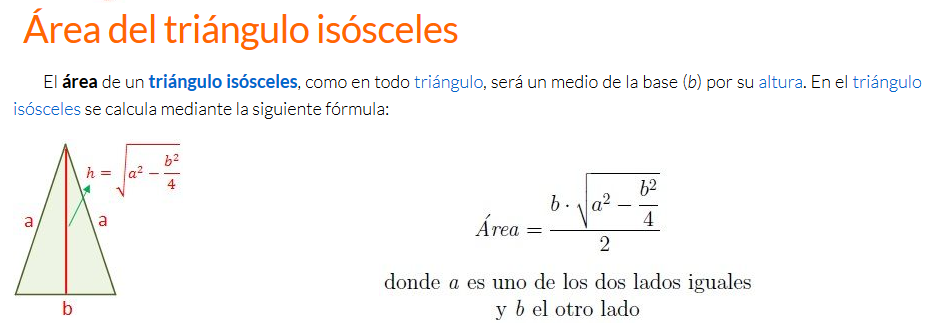 Área del triángulo isósceles
El área de un triángulo isósceles, como en todo triángulo, será un medio de la base (b) por su altura. En el triángulo
isósceles se calcula mediante la siguiente fórmula:
h = √(a² − b²/4)
a
a
b
Área = (b · √(a² − b²/4))/2
donde a es uno de los dos lados iguales
y b el otro lado